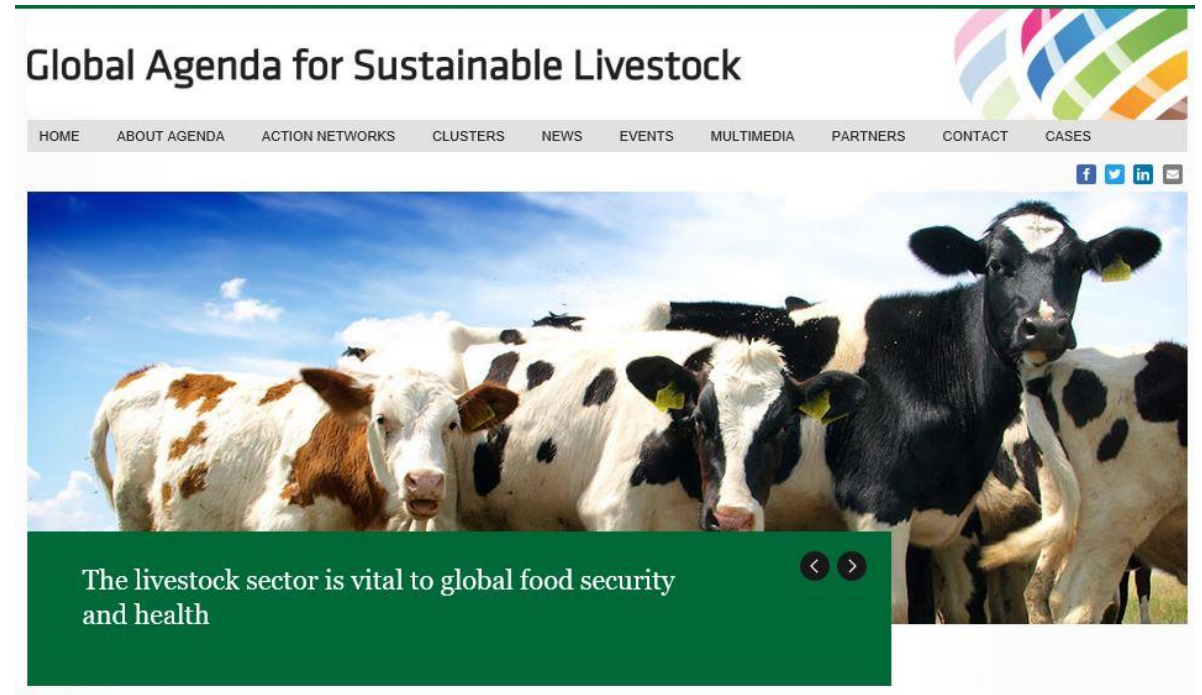 Global Agenda for Sustainable Livestock
HOME ABOUT AGENDA ACTION NETWORKS CLUSTERS NEWS EVENTS MULTIMEDIA PARTNERS CONTACT CASES
f in
The livestock sector is vital to global food security
and health